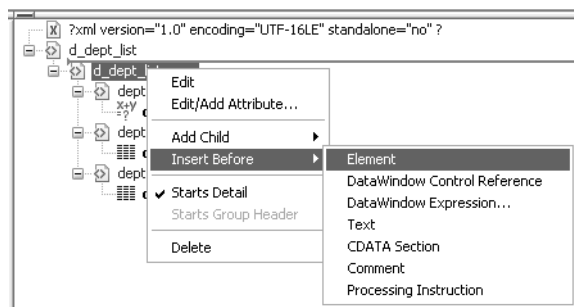 ?xml version="1.0" encoding="UTF-16LE" standalone="no" ?
d_dept_list
d_dept_li
dept
dept
dept
Edit
Edit/Add Attribute...
Add Child
Insert Before
Starts Detail
Starts Group Header
Delete
Element
DataWindow Control Reference
DataWindow Expression...
Text
CDATA Section
Comment
Processing Instruction